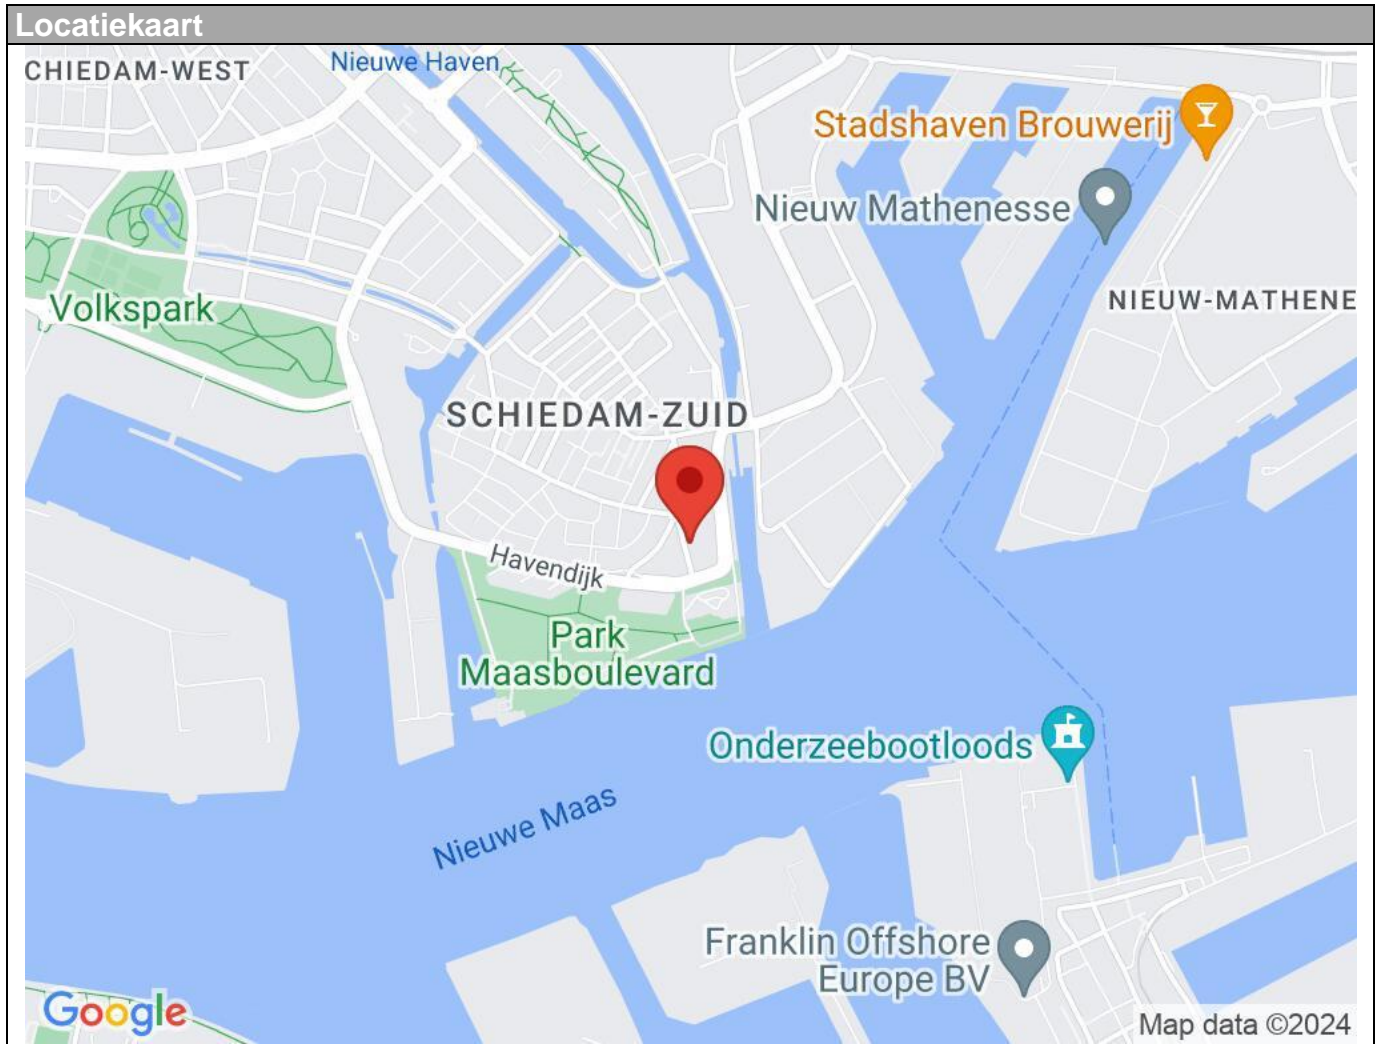 Locatiekaart
CHIEDAM-WEST
Nieuwe Haven
Stadshaven Brouwerij
Nieuw Mathenesse
NIEUW-MATHENE
Volkspark
SCHIEDAM-ZUID
Havendijk
Park
Maasboulevard
Onderzeebootloods
Nieuwe Maas
Franklin Offshore
Europe BV
Google
Map data ©2024